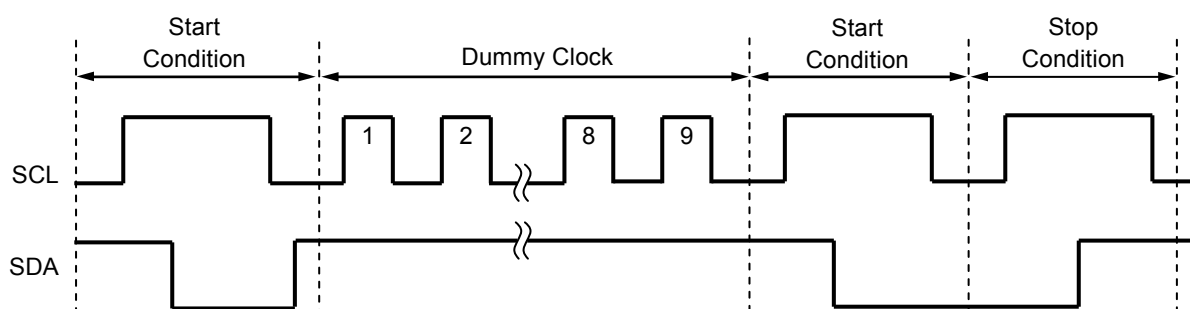 Start
Condition
Dummy Clock
Start
Condition
Stop
Condition
SCL
1
2
8
9
SDA